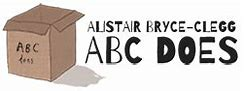 ALISTAIR BRYCE-CLEGG
ABC DOES
ABC
does